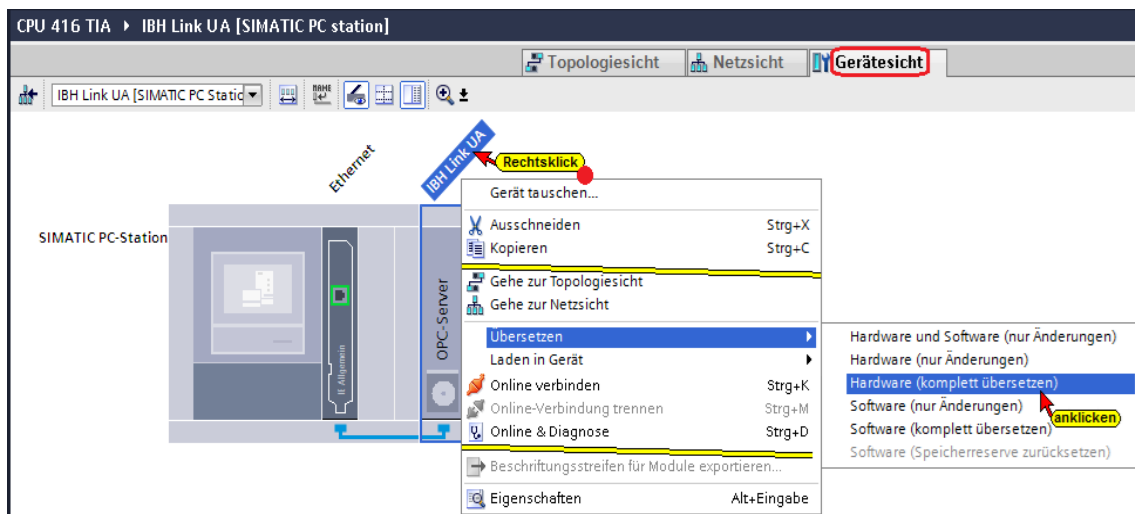 CPU 416 TIA ▸ IBH Link UA [SIMATIC PC station]
Topologiesicht Netzsicht Gerätesicht
IBH Link UA [SIMATIC PC Static NAME
Ethernet
IBH Link UA
Rechtsklick
SIMATIC PC-Station
IE Allgemein
OPC-Server
Gerät tauschen...
Ausschneiden Strg+X
Kopieren Strg+C
Gehe zur Topologiesicht
Gehe zur Netzsicht
Übersetzen
Laden in Gerät
Online verbinden Strg+K
Online-Verbindung trennen Strg+M
Online & Diagnose Strg+D
Beschriftungsstreifen für Module exportieren...
Eigenschaften Alt+Eingabe
Hardware und Software (nur Änderungen)
Hardware (nur Änderungen)
Hardware (komplett übersetzen)
Software (nur Änderungen)
anklicken
Software (komplett übersetzen)
Software (Speicherreserve zurücksetzen)